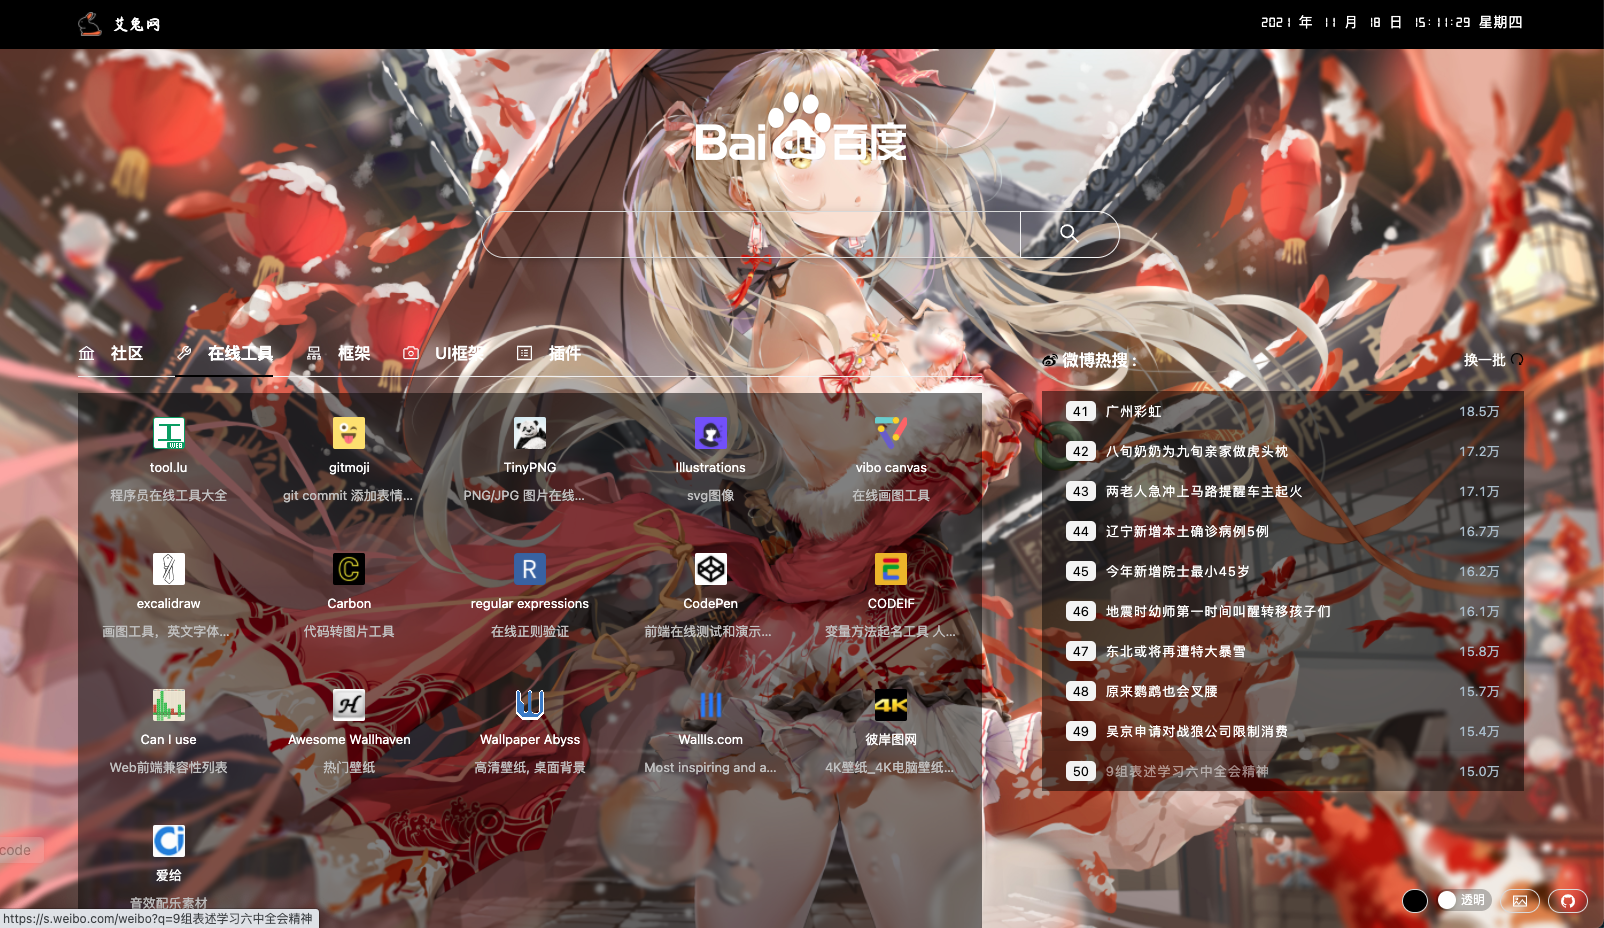 艾兔网
2021 年 11 月 18 日 15:11:29 星期四
Bai du 百度
社区 在线工具 框架 UI框架 插件
微博热搜： 换一批
tool.lu gitmoji TinyPNG Illustrations vibo canvas
程序员在线工具大全 git commit 添加表情... PNG/JPG 图片在线... svg图像 在线画图工具
excalidraw Carbon regular expressions CodePen CODEIF
画图工具，英文字体... 代码转图片工具 在线正则验证 前端在线测试和演示... 变量方法起名工具 人...
Can I use Awesome Wallhaven Wallpaper Abyss Wallls.com 彼岸图网
Web前端兼容性列表 热门壁纸 高清壁纸, 桌面背景 Most inspiring and a... 4K壁纸_4K电脑壁纸...
爱给
音效配乐素材
41 广州彩虹 18.5万
42 八旬奶奶为九旬亲家做虎头枕 17.2万
43 两老人急冲上马路提醒车主起火 17.1万
44 辽宁新增本土确诊病例5例 16.7万
45 今年新增院士最小45岁 16.2万
46 地震时幼师第一时间叫醒转移孩子们 16.1万
47 东北或将再遭特大暴雪 15.8万
48 原来鹦鹉也会叉腰 15.7万
49 吴京申请对战狼公司限制消费 15.4万
50 9组表述学习六中全会精神 15.0万
code
透明
https://s.weibo.com/weibo?q=9组表述学习六中全会精神